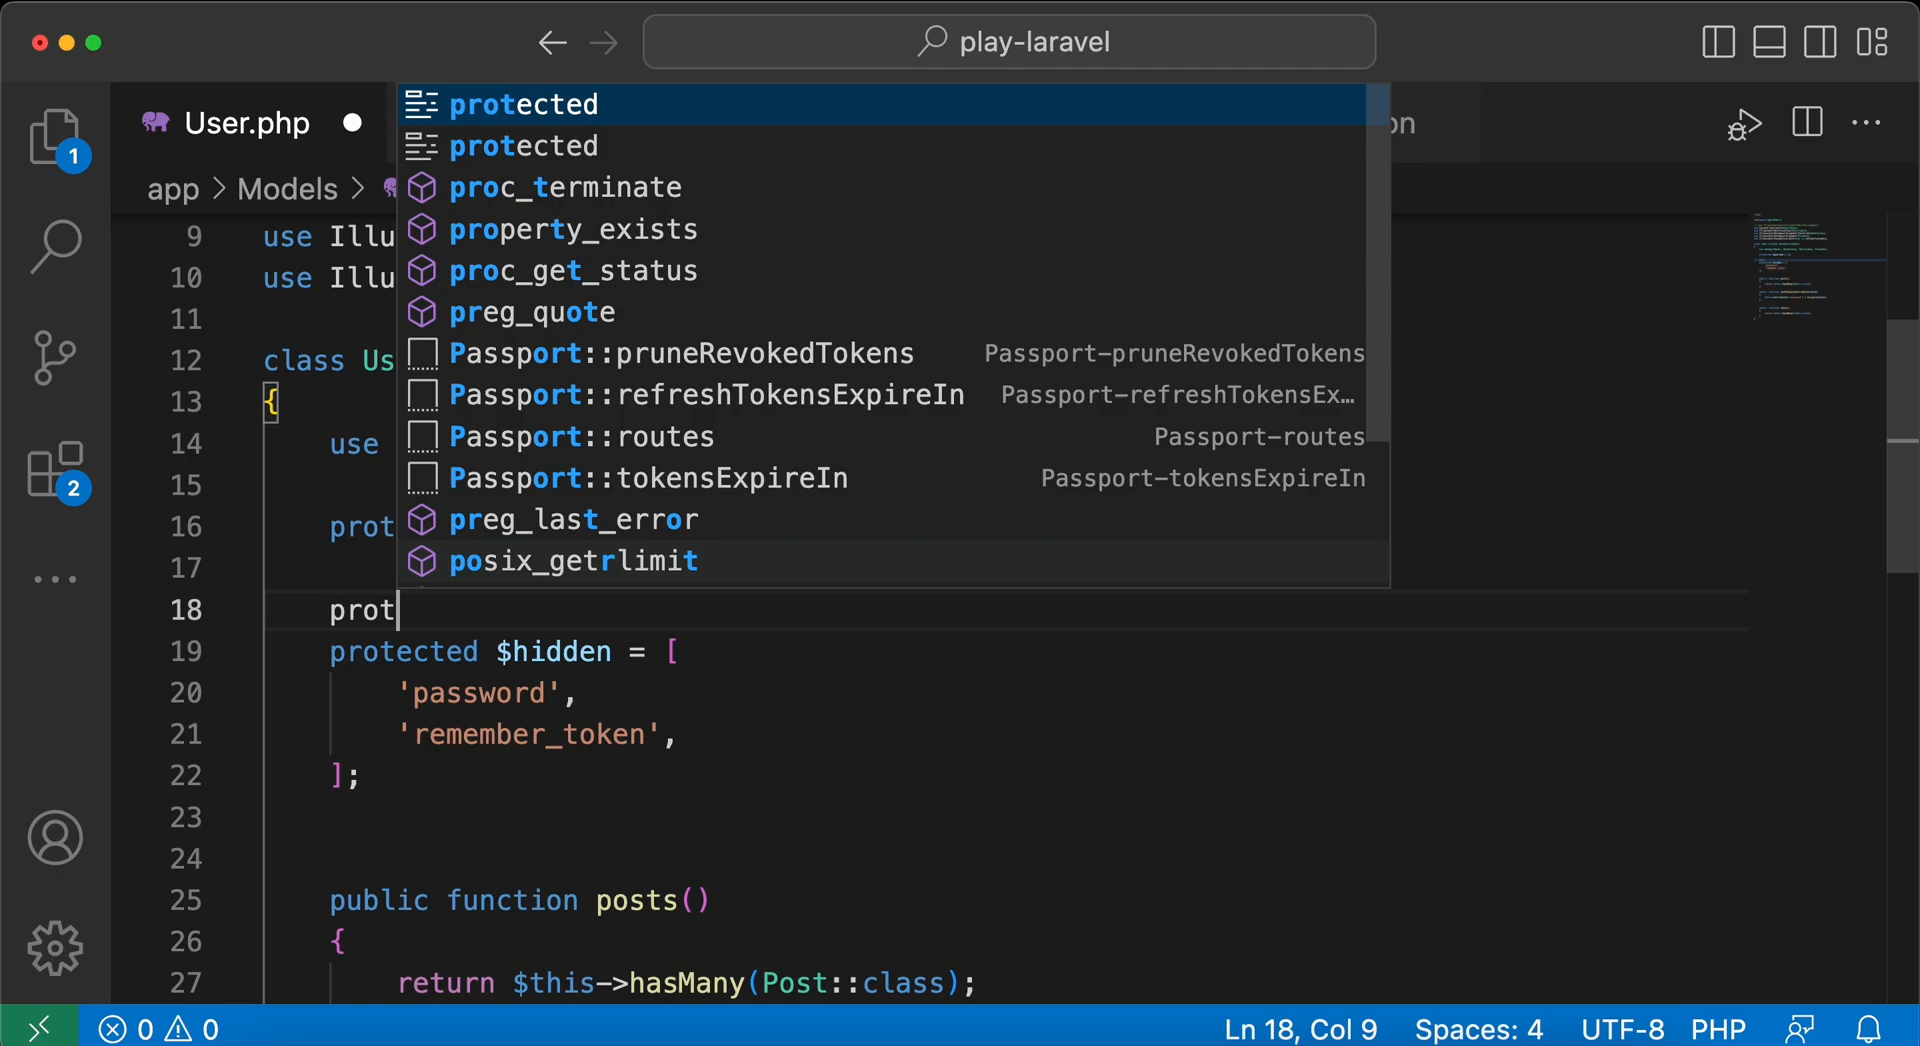 play-laravel
User.php
on
1
app > Models >
protected
protected
proc_terminate
property_exists
proc_get_status
preg_quote
Passport::pruneRevokedTokens Passport-pruneRevokedTokens
Passport::refreshTokensExpireIn Passport-refreshTokensEx…
Passport::routes Passport-routes
Passport::tokensExpireIn Passport-tokensExpireIn
preg_last_error
posix_getrlimit
9 use Illu
10 use Illu
11
12 class Us
13 {
14 use
2
15
16 prot
17
18 prot
19 protected $hidden = [
20 'password',
21 'remember_token',
22 ];
23
24
25 public function posts()
26 {
27 return $this->hasMany(Post::class);
0 0 Ln 18, Col 9 Spaces: 4 UTF-8 PHP